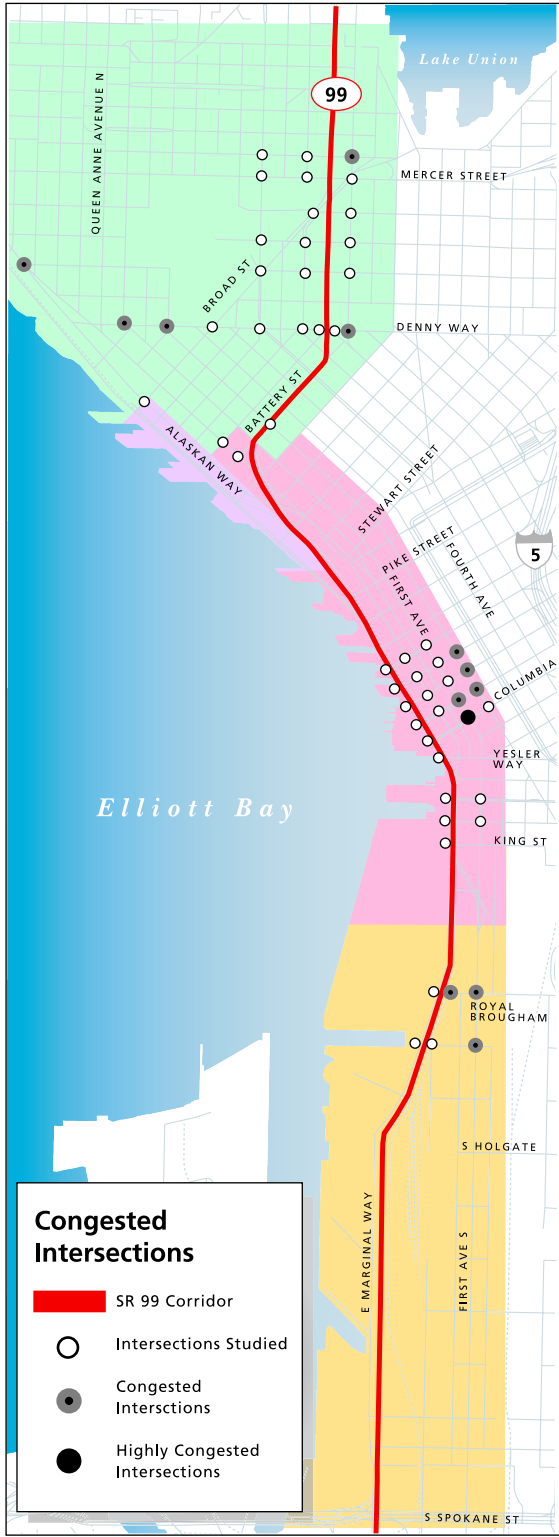 Lake Union
99
QUEEN ANNE AVENUE N
MERCER STREET
BROAD ST
DENNY WAY
BATTERY ST
ALASKAN WAY
STEWART STREET
PIKE STREET
5
FOURTH AVE
FIRST AVE
COLUMBIA
YESLER
WAY
Elliott Bay
KING ST
ROYAL
BROUGHAM
S HOLGATE
E MARGINAL WAY
FIRST AVE S
S SPOKANE ST
Congested
Intersections
SR 99 Corridor
Intersections Studied
Congested
Intersctions
Highly Congested
Intersections